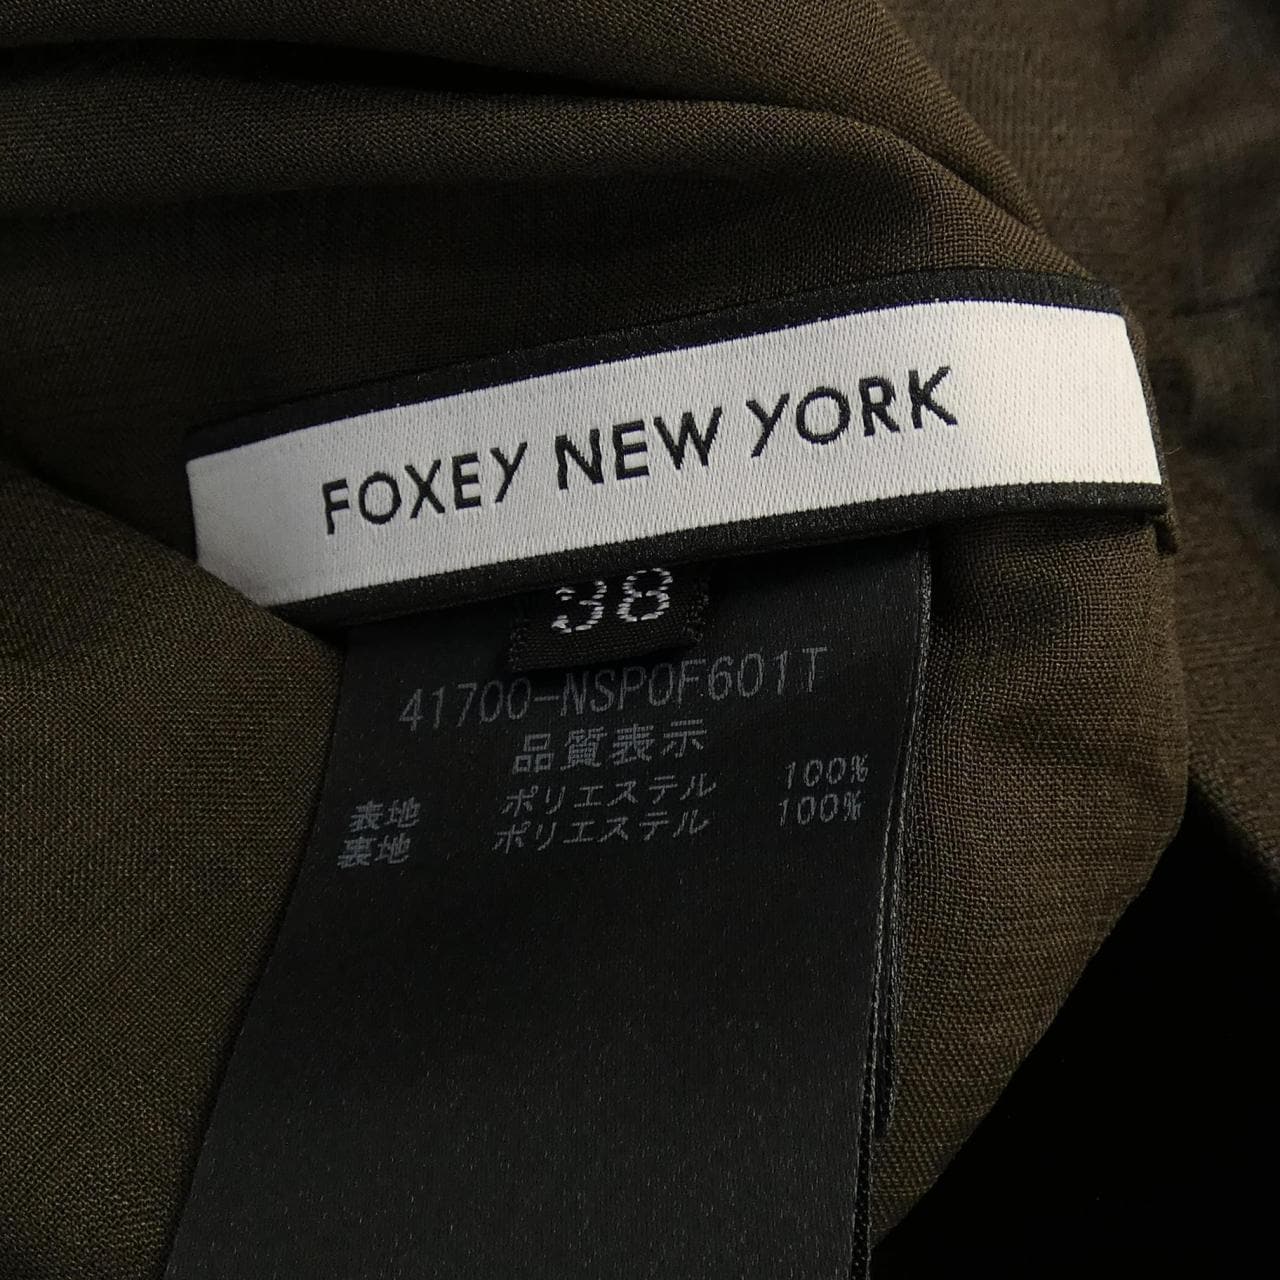 FOXEY NEW YORK
38
41700-NSP0F601T
品質表示
表地 ポリエステル 100%
裏地 ポリエステル 100%